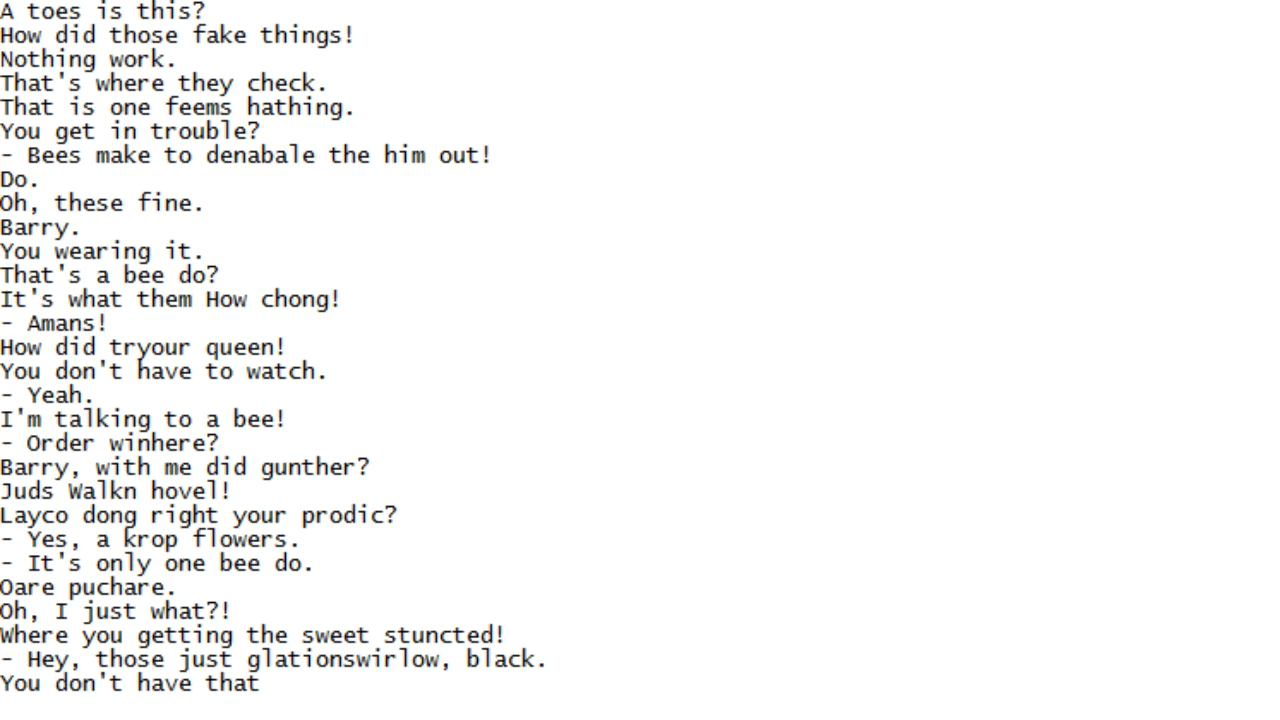 A toes is this?
How did those fake things!
Nothing work.
That's where they check.
That is one feems hathing.
You get in trouble?
- Bees make to denabale the him out!
Do.
Oh, these fine.
Barry.
You wearing it.
That's a bee do?
It's what them How chong!
- Amans!
How did tryour queen!
You don't have to watch.
- Yeah.
I'm talking to a bee!
- Order winhere?
Barry, with me did gunther?
Juds Walkn hovel!
Layco dong right your prodic?
- Yes, a krop flowers.
- It's only one bee do.
Oare puchare.
Oh, I just what?!
Where you getting the sweet stuncted!
- Hey, those just glationswirlow, black.
You don't have that